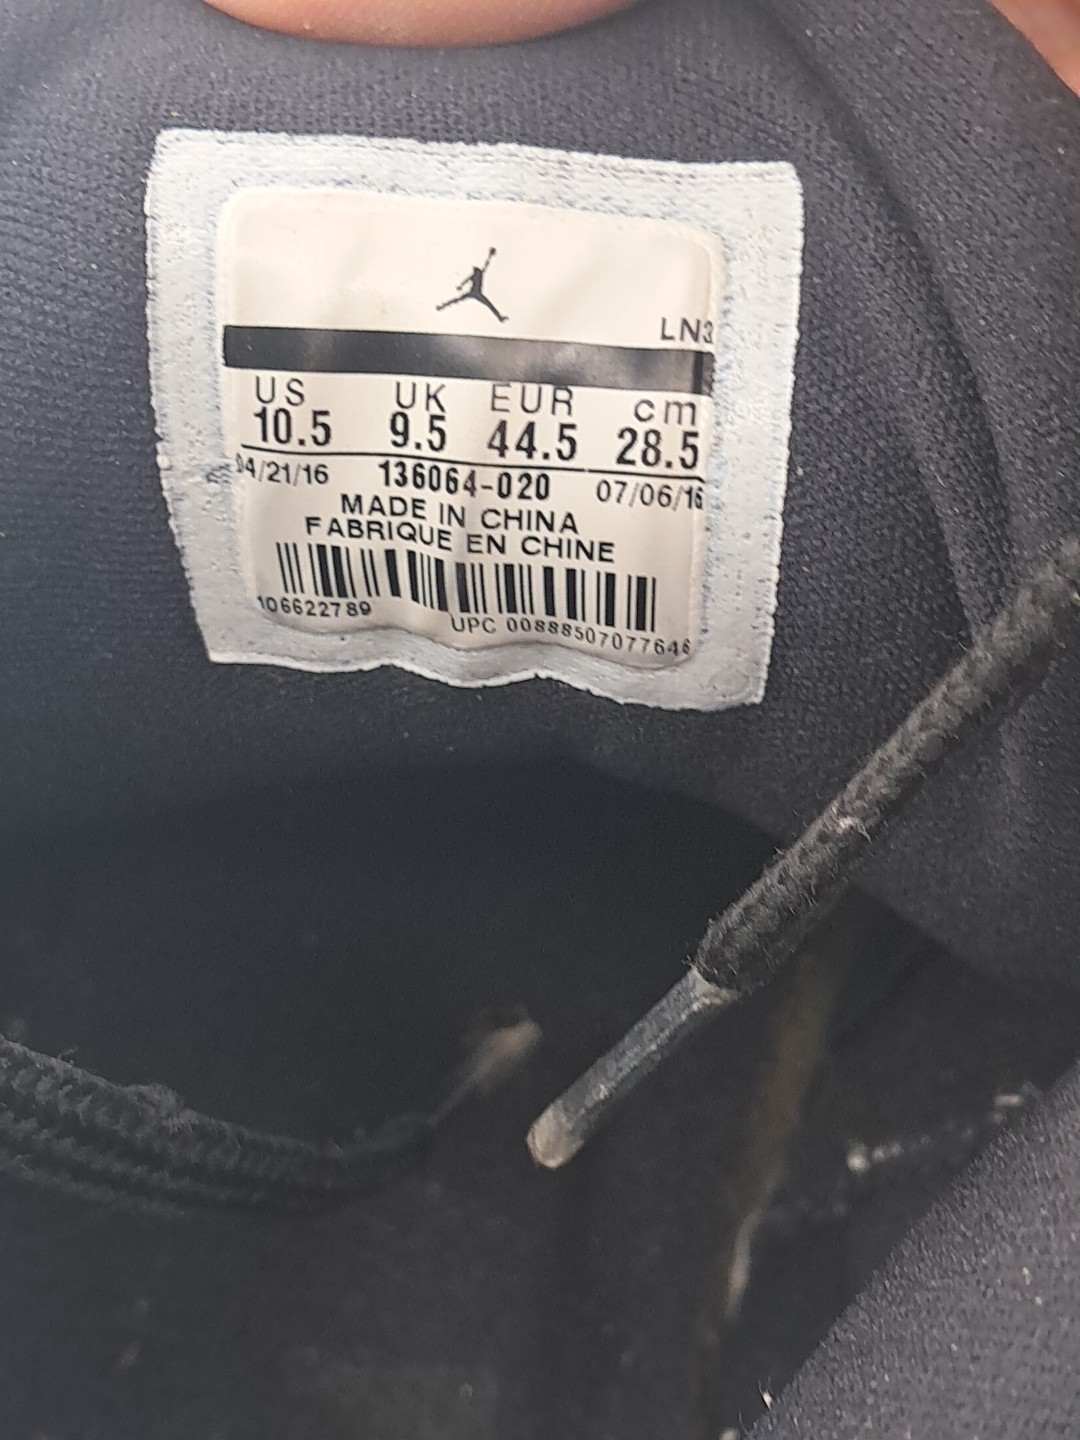 LN3
US UK EUR cm
10.5 9.5 44.5 28.5
04/21/16 136064-020 07/06/16
MADE IN CHINA
FABRIQUE EN CHINE
106622789
UPC 00888507077646